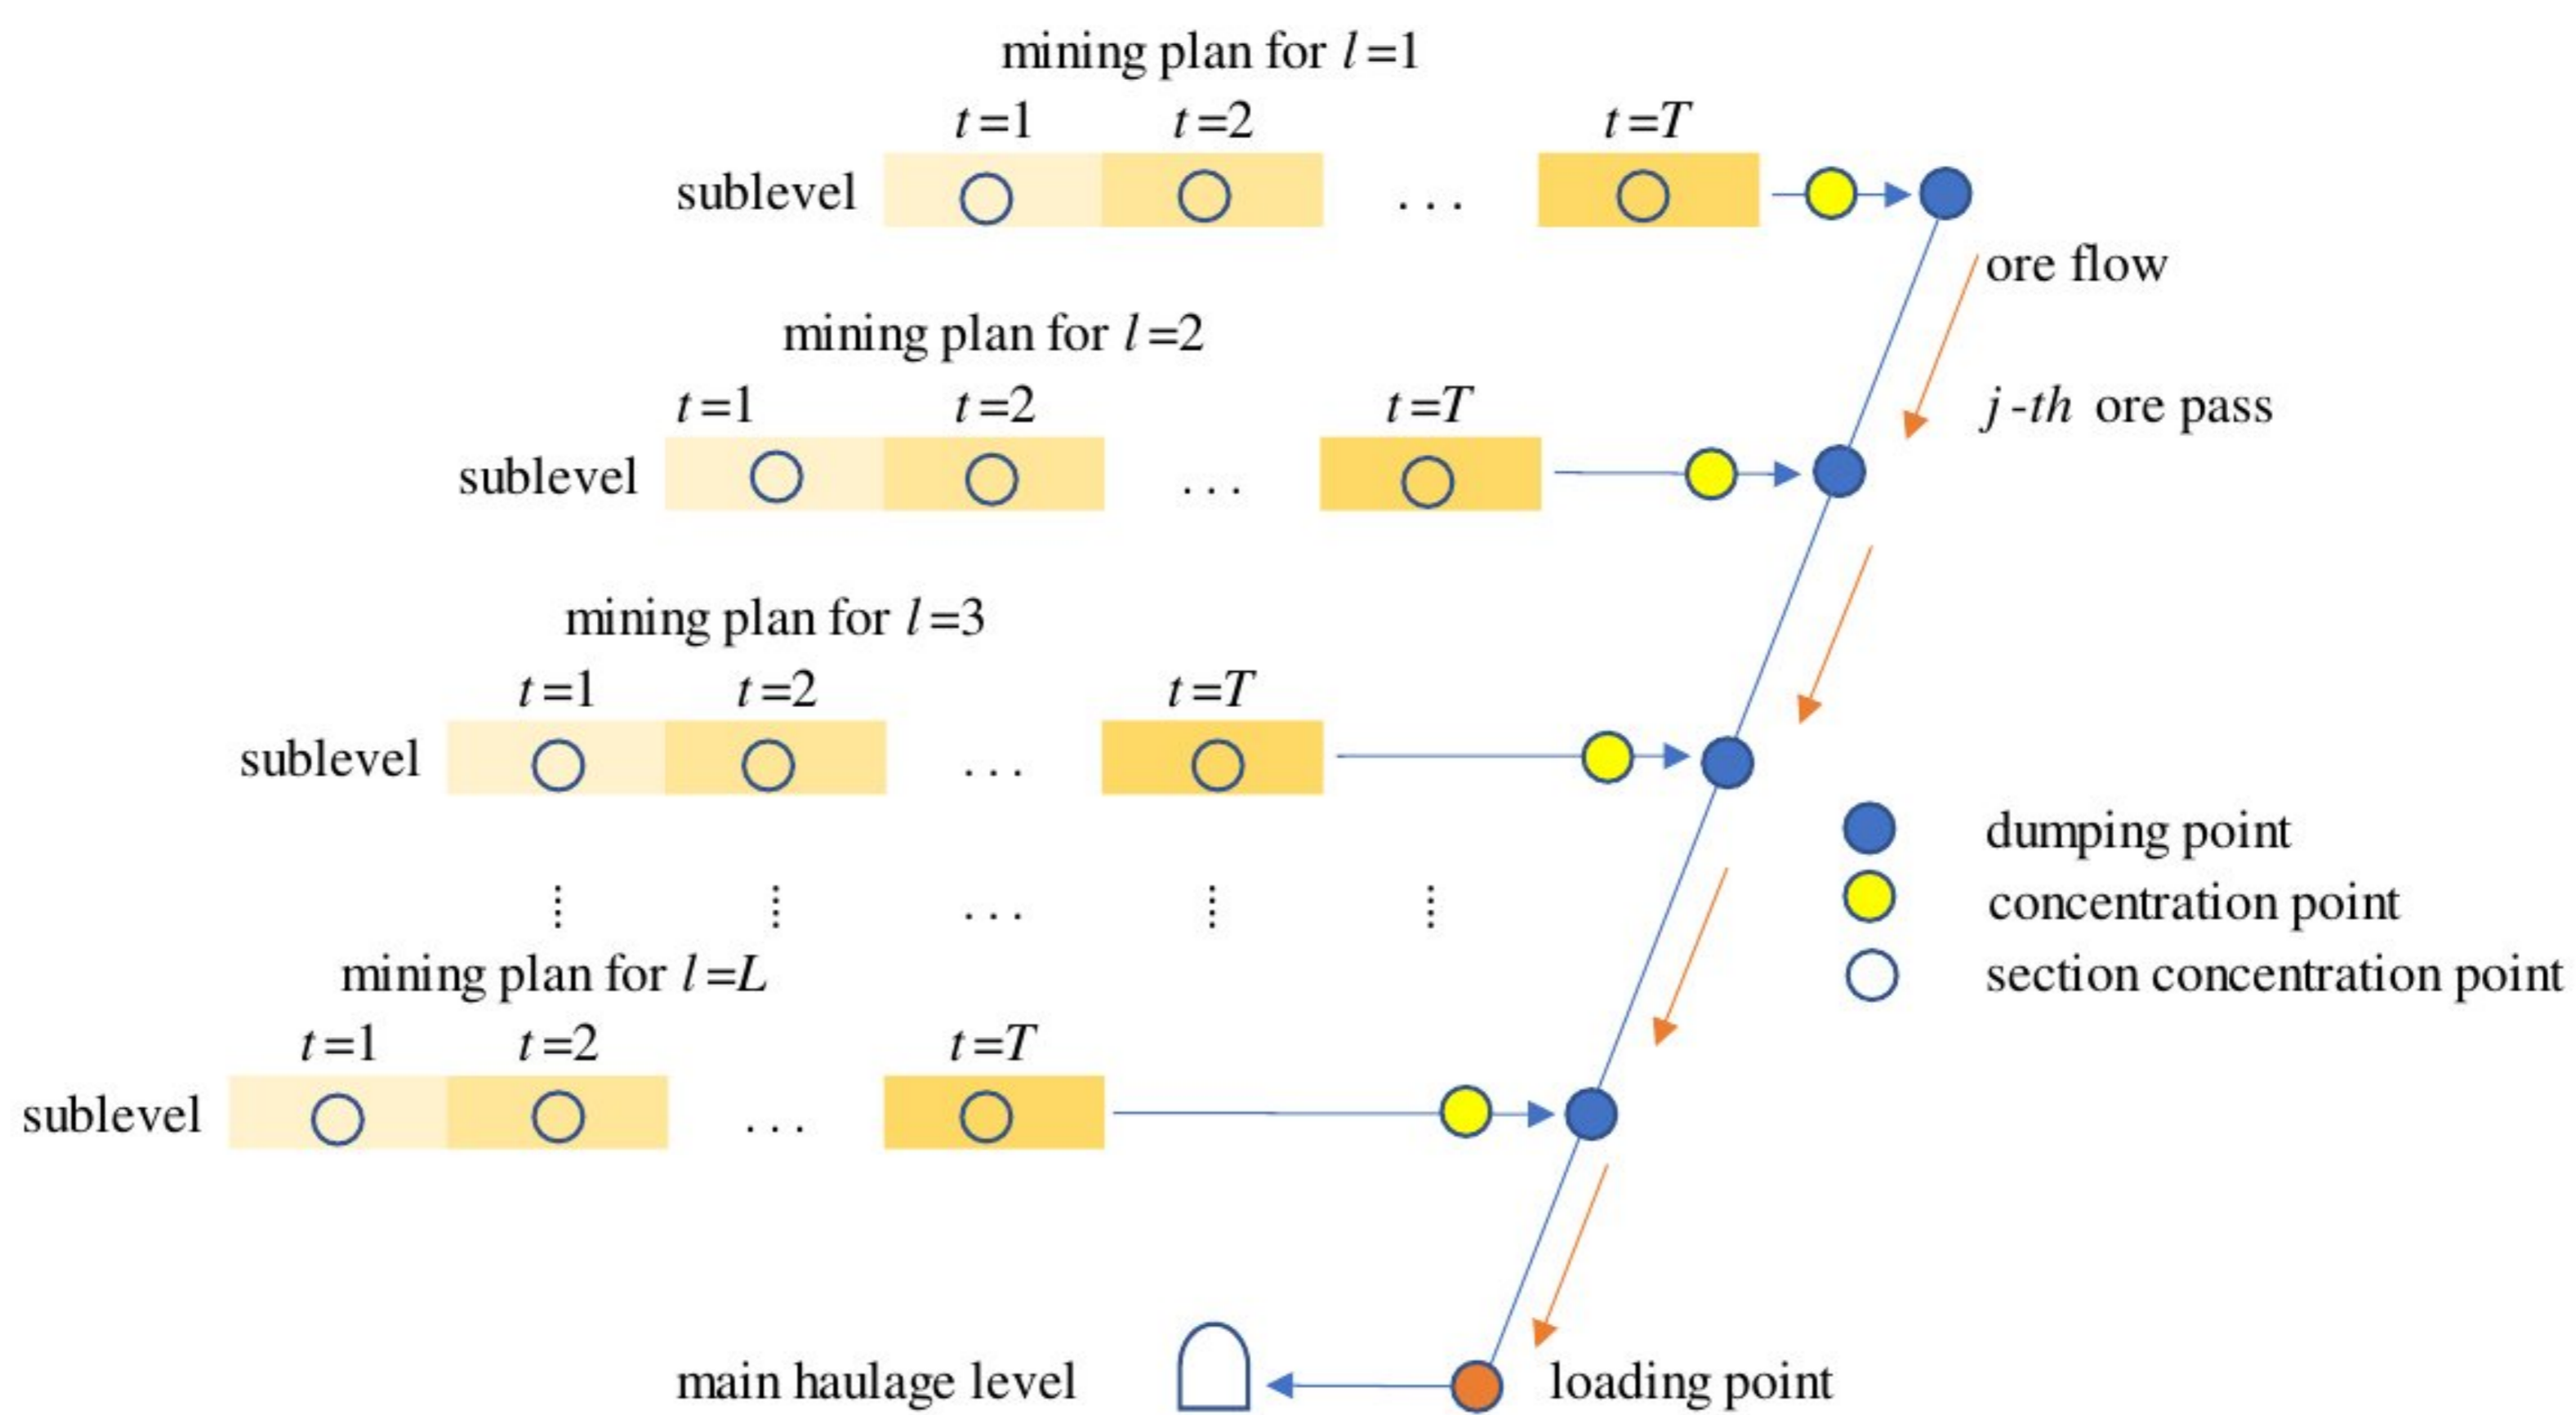 mining plan for l=1
t=1 t=2 t=T
sublevel ...
ore flow
mining plan for l=2
t=1 t=2 t=T
j-th ore pass
sublevel ...
mining plan for l=3
t=1 t=2 t=T
sublevel ...
dumping point
concentration point
...
mining plan for l=L
section concentration point
t=1 t=2 t=T
sublevel ...
main haulage level
loading point